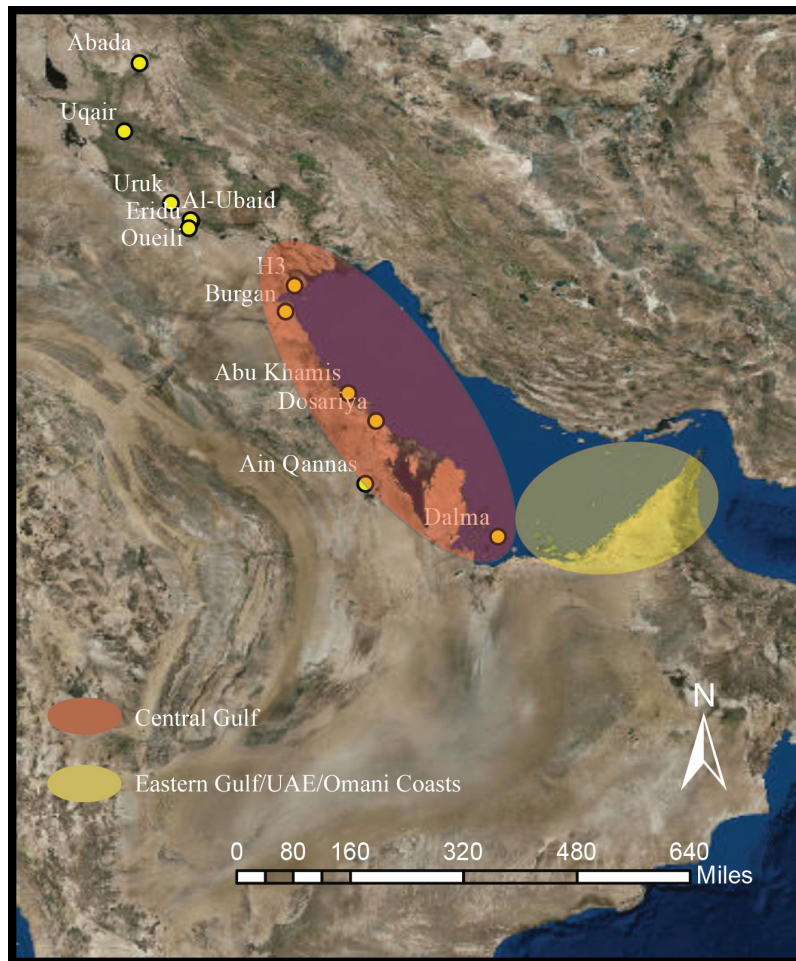 Abada
Uqair
Uruk
Al-Ubaid
Eridu
Oueili
H3
Burgan
Abu Khamis
Dosariya
Ain Qannas
Dalma
N
Central Gulf
Eastern Gulf/UAE/Omani Coasts
0 80 160 320 480 640
Miles